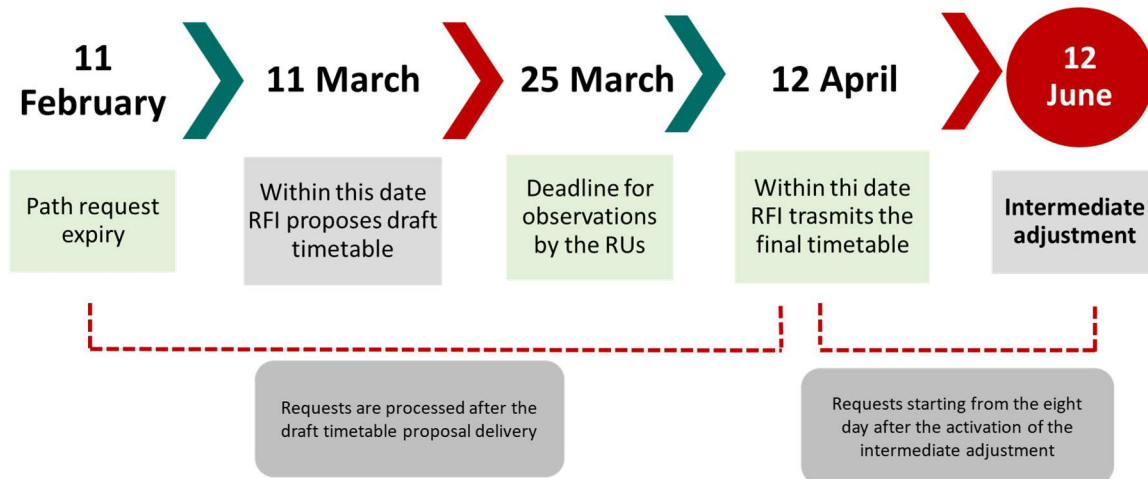 11
February
11 March
25 March
12 April
12
June
Path request
expiry
Within this date
RFI proposes draft
timetable
Deadline for
observations
by the RUs
Within thi date
RFI trasmits the
final timetable
Intermediate
adjustment
Requests are processed after the
draft timetable proposal delivery
Requests starting from the eight
day after the activation of the
intermediate adjustment